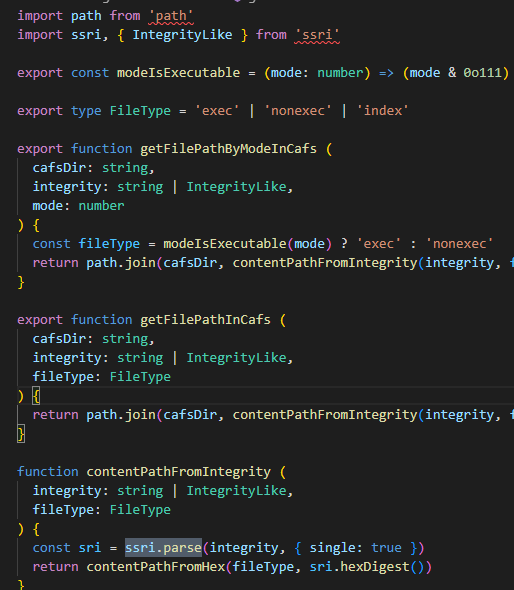 import path from 'path'
import ssri, { IntegrityLike } from 'ssri'
export const modeIsExecutable = (mode: number) => (mode & 0o111)
export type FileType = 'exec' | 'nonexec' | 'index'
export function getFilePathByModeInCafs (
cafsDir: string,
integrity: string | IntegrityLike,
mode: number
) {
const fileType = modeIsExecutable(mode) ? 'exec' : 'nonexec'
return path.join(cafsDir, contentPathFromIntegrity(integrity, f
}
export function getFilePathInCafs (
cafsDir: string,
integrity: string | IntegrityLike,
fileType: FileType
) {
return path.join(cafsDir, contentPathFromIntegrity(integrity, f
}
function contentPathFromIntegrity (
integrity: string | IntegrityLike,
fileType: FileType
) {
const sri = ssri.parse(integrity, { single: true })
return contentPathFromHex(fileType, sri.hexDigest())
}